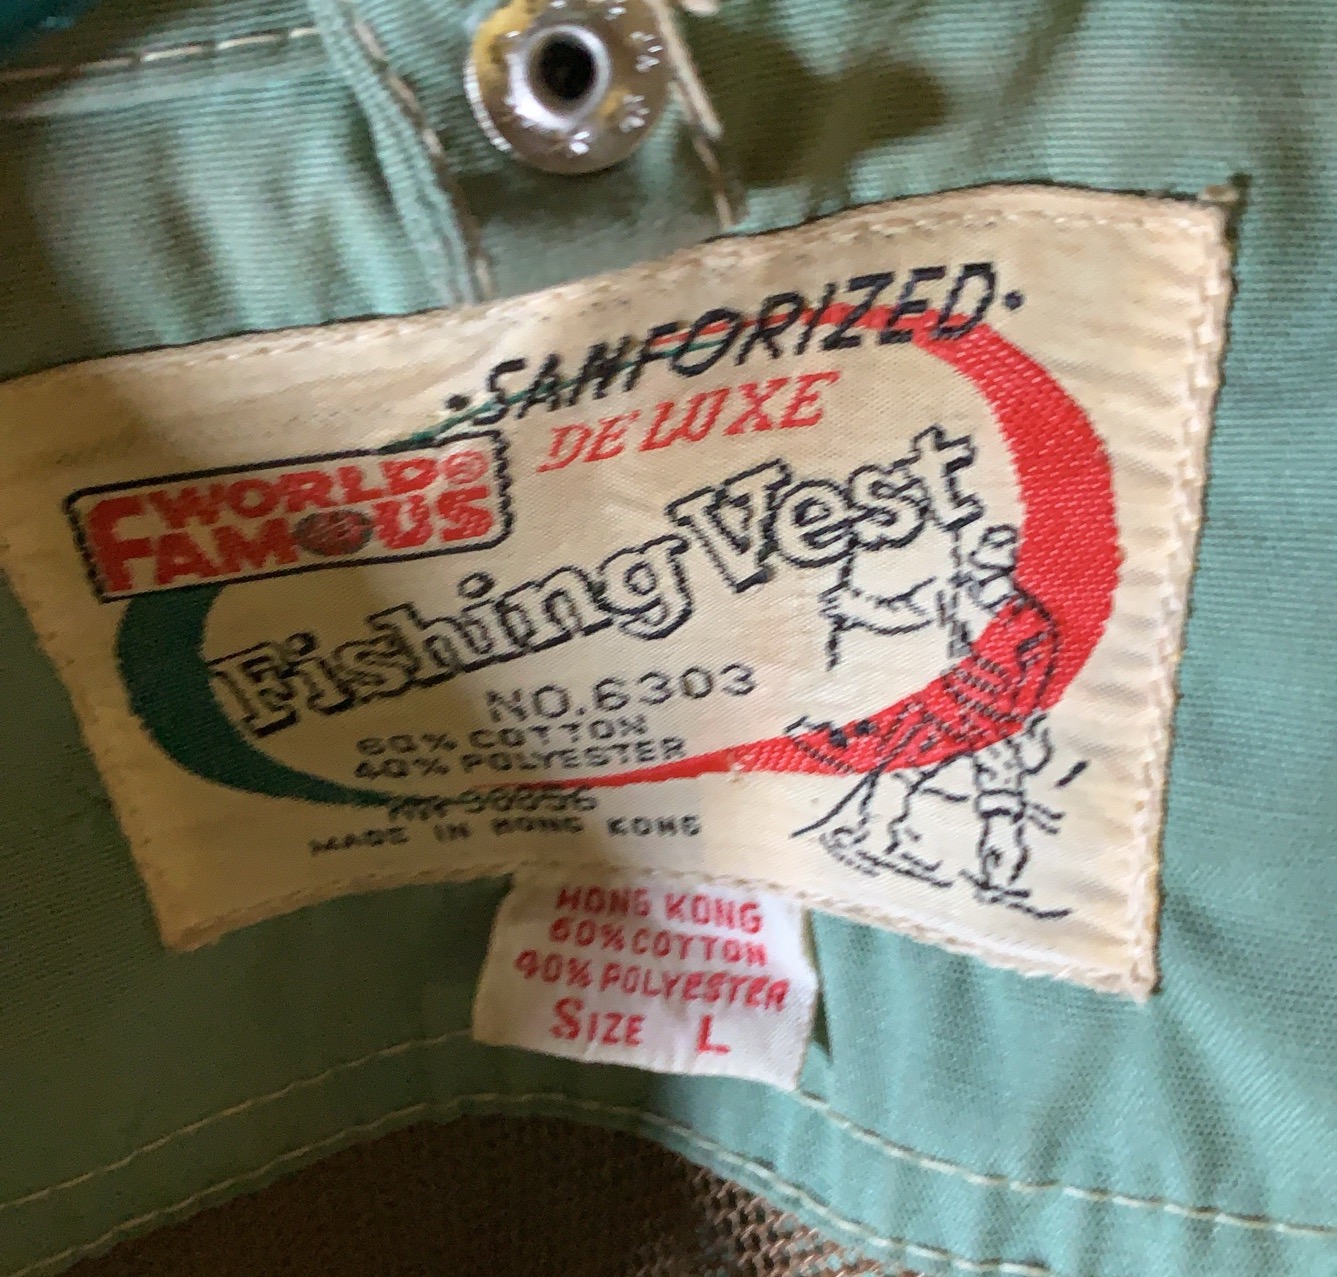 ·SANFORIZED·
DE LUXE
WORLD®
FAMOUS
Fishing Vest
NO.6303
60% COTTON
40% POLYESTER
MADE IN HONG KONG
HONG KONG
60% COTTON
40% POLYESTER
SIZE L